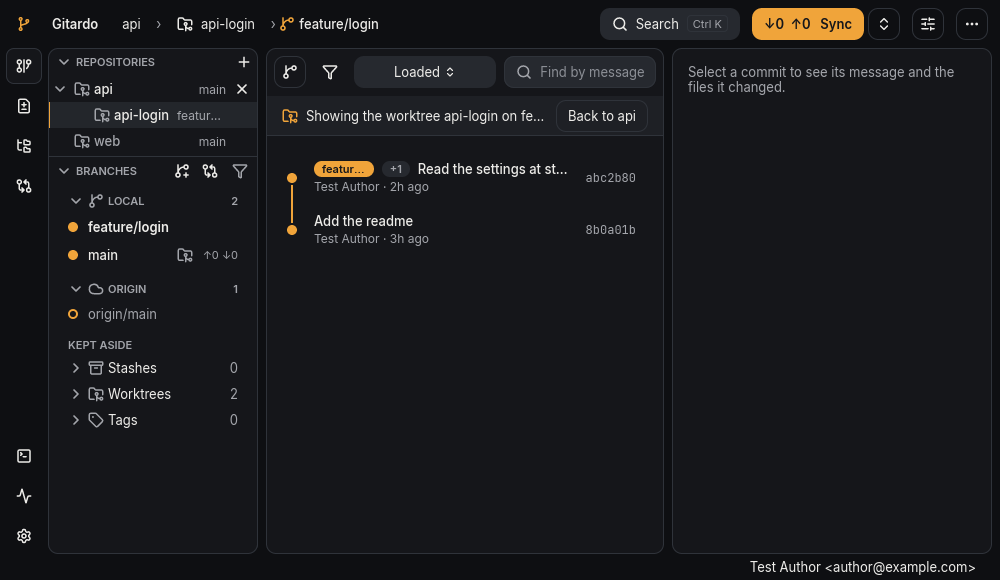 Gitardo api › api-login › feature/login Search Ctrl K ↓0 ↑0 Sync
REPOSITORIES
api main
api-login featur...
web main
BRANCHES
LOCAL 2
feature/login
main ↑0 ↓0
ORIGIN 1
origin/main
KEPT ASIDE
Stashes 0
Worktrees 2
Tags 0
Loaded Find by message
Showing the worktree api-login on fe... Back to api
featur... +1 Read the settings at st... abc2b80
Test Author · 2h ago
Add the readme 8b0a01b
Test Author · 3h ago
Select a commit to see its message and the
files it changed.
Test Author <author@example.com>